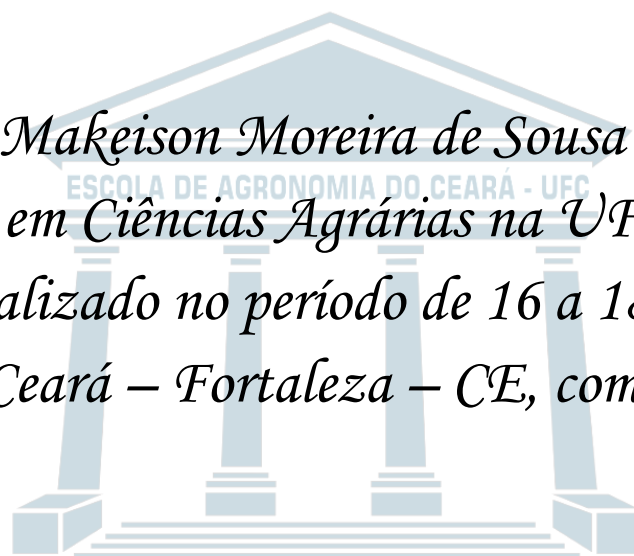 Makeison Moreira de Sousa
ESCOLA DE AGRONOMIA DO CEARÁ - UFC
em Ciências Agrárias na UF
alizado no período de 16 a 18
Ceará – Fortaleza – CE, com